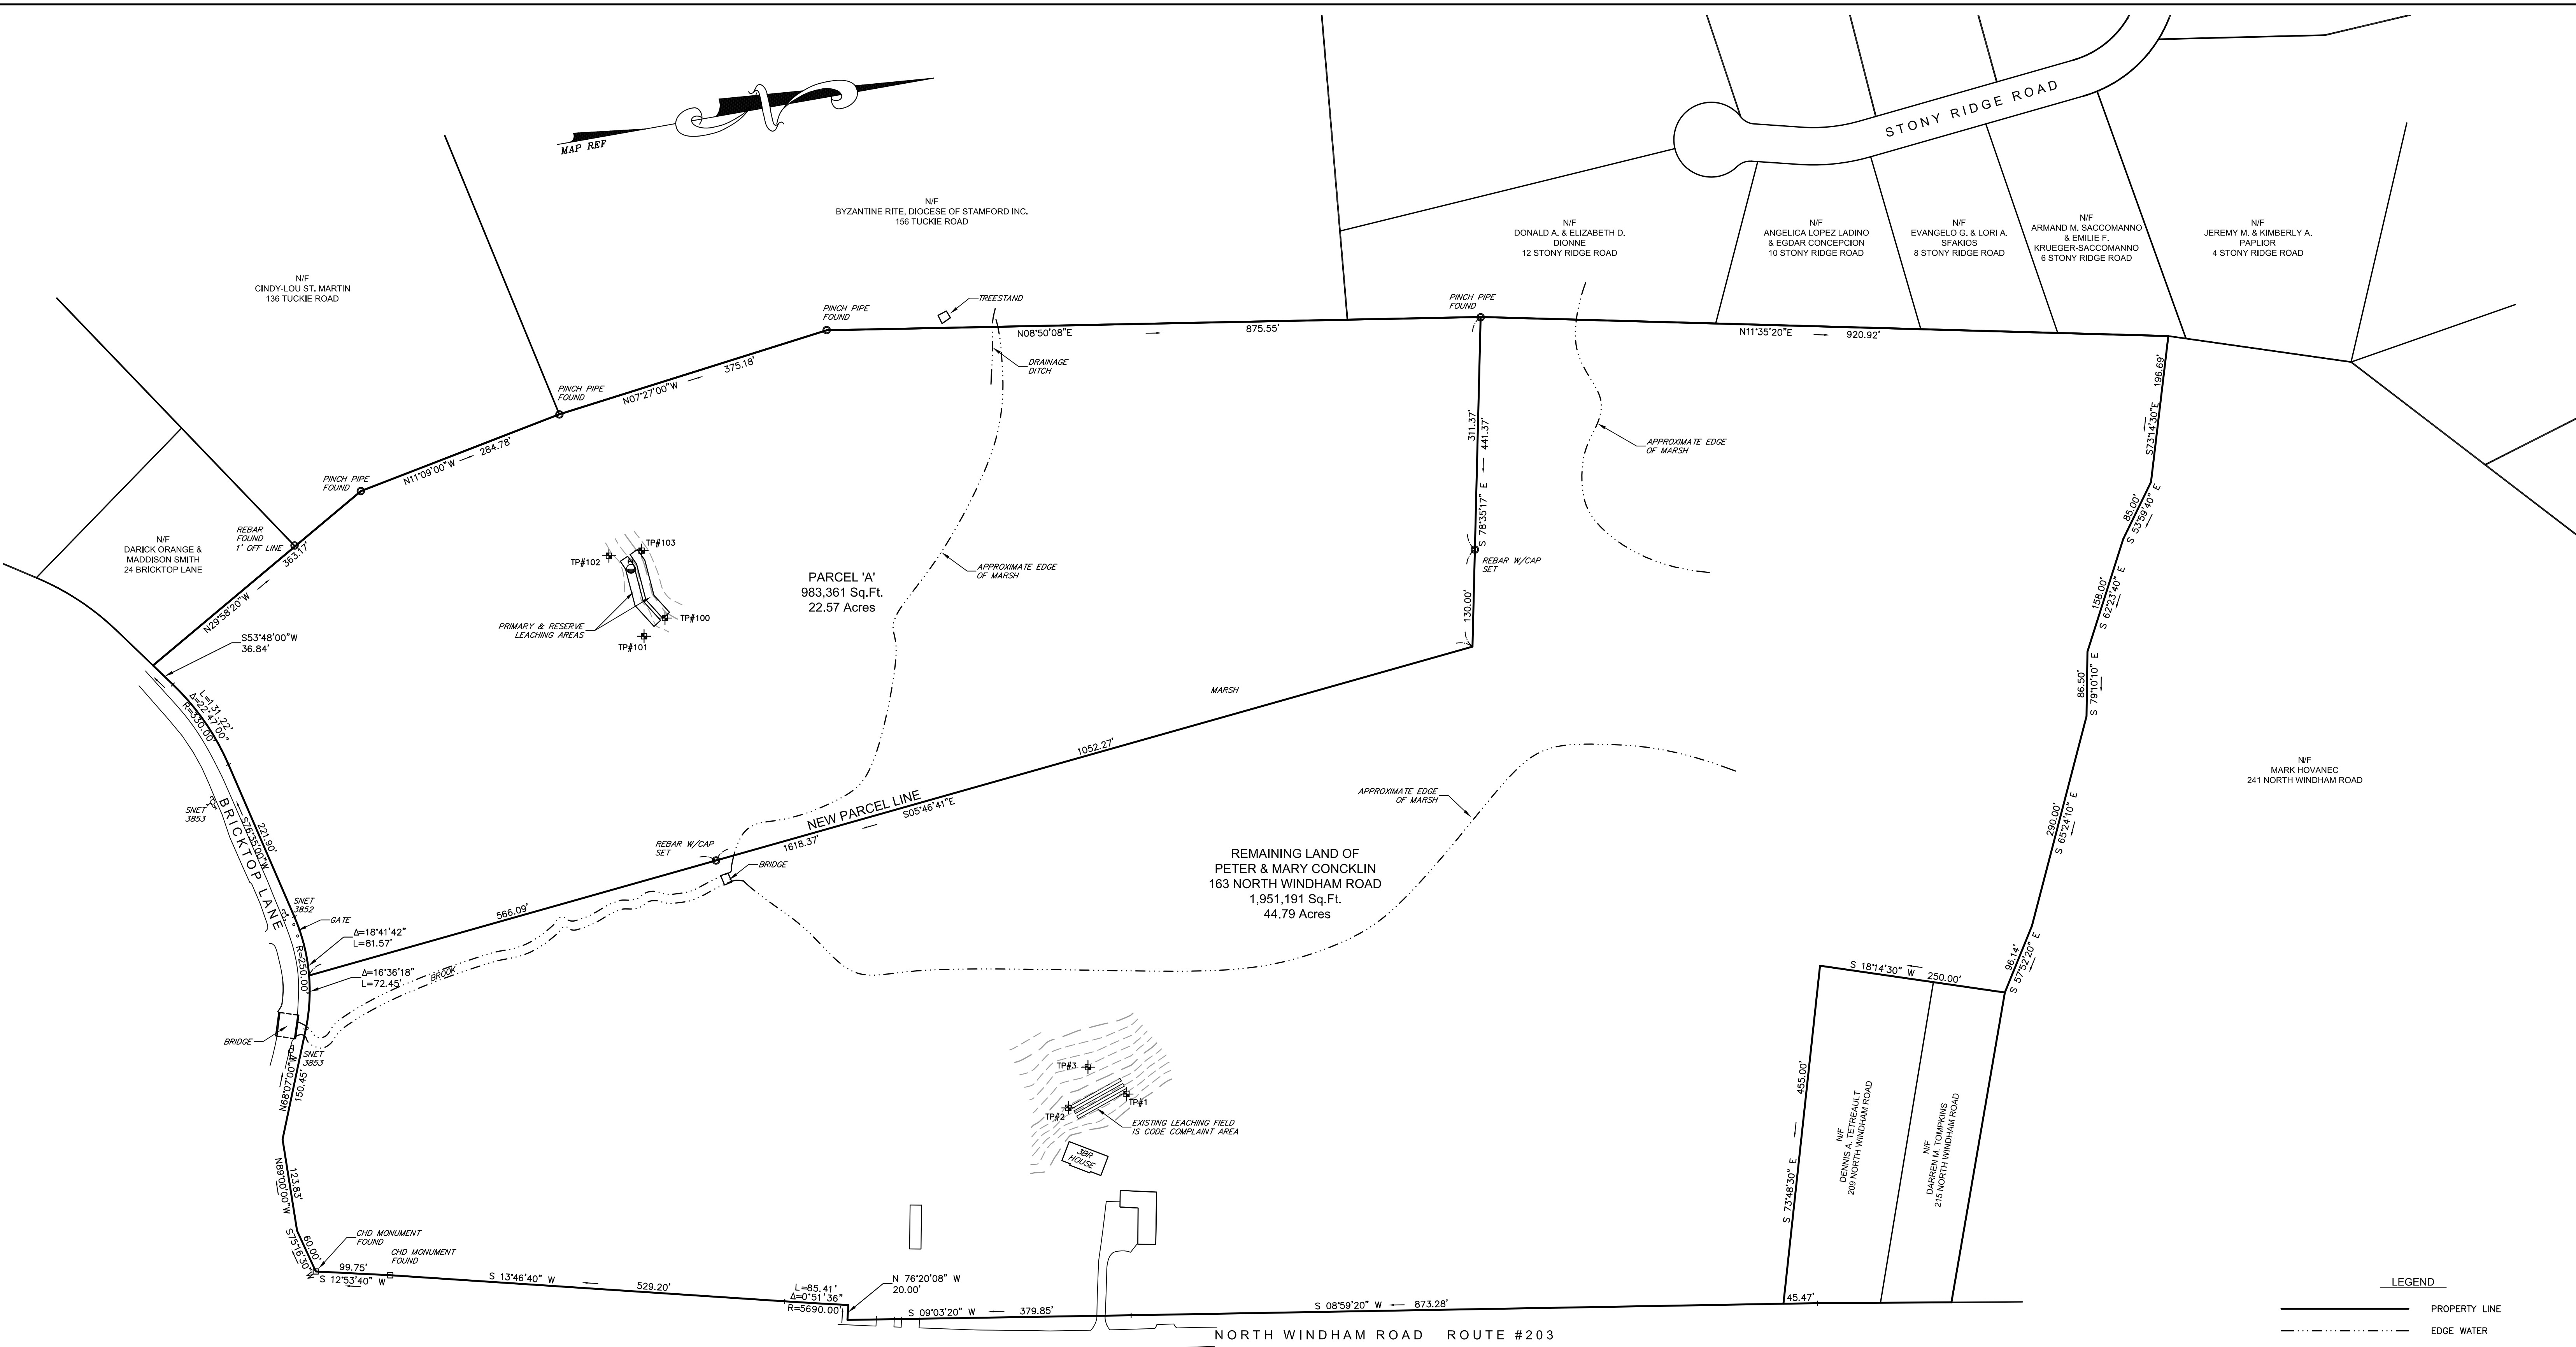 STONY RIDGE ROAD
MAP REF
N/F
BYZANTINE RITE, DIOCESE OF STAMFORD INC.
156 TUCKIE ROAD
N/F
DONALD A. & ELIZABETH D.
DIONNE
12 STONY RIDGE ROAD
N/F
ANGELICA LOPEZ LADINO
& EGDAR CONCEPCION
10 STONY RIDGE ROAD
N/F
EVANGELO G. & LORI A.
SFAKIOS
8 STONY RIDGE ROAD
N/F
ARMAND M. SACCOMANNO
& EMILIE F.
KRUEGER-SACCOMANNO
6 STONY RIDGE ROAD
N/F
JEREMY M. & KIMBERLY A.
PAPLIOR
4 STONY RIDGE ROAD
N/F
CINDY-LOU ST. MARTIN
136 TUCKIE ROAD
TREESTAND
PINCH PIPE
FOUND
PINCH PIPE
FOUND
N08°50'08"E
875.55'
N11°35'20"E
920.92'
DRAINAGE
DITCH
375.18'
N07°27'00"W
PINCH PIPE
FOUND
196.69'
S73°14'30"E
311.37'
441.37'
S 78°35'17" E
APPROXIMATE EDGE
OF MARSH
284.78'
N11°09'00"W
PINCH PIPE
FOUND
85.00'
S 53°59'40" E
REBAR
FOUND
1' OFF LINE
363.17'
N29°58'20"W
N/F
DARICK ORANGE &
MADDISON SMITH
24 BRICKTOP LANE
TP#103
TP#102
TP#100
TP#101
PRIMARY & RESERVE
LEACHING AREAS
PARCEL 'A'
983,361 Sq.Ft.
22.57 Acres
APPROXIMATE EDGE
OF MARSH
REBAR W/CAP
SET
130.00'
158.00'
S 62°23'40" E
S53°48'00"W
36.84'
86.50'
S 79°10'10" E
L=131.22'
Δ=22°47'00"
R=330.00'
MARSH
1052.27'
N/F
MARK HOVANEC
241 NORTH WINDHAM ROAD
SNET
3853
BRICKTOP LANE
221.90'
S76°35'00"W
NEW PARCEL LINE
S05°46'41"E
1618.37'
APPROXIMATE EDGE
OF MARSH
290.00'
S 65°24'10" E
REBAR W/CAP
SET
BRIDGE
REMAINING LAND OF
PETER & MARY CONCKLIN
163 NORTH WINDHAM ROAD
1,951,191 Sq.Ft.
44.79 Acres
SNET
3852
GATE
566.09'
Δ=18°41'42"
L=81.57'
R=250.00'
Δ=16°36'18"
L=72.45'
BROOK
96.14'
S 57°52'20" E
S 18°14'30" W
250.00'
BRIDGE
SNET
3853
N68°07'00"W
150.45'
TP#3
TP#1
TP#2
EXISTING LEACHING FIELD
IS CODE COMPLAINT AREA
3BR
HOUSE
455.00'
S 73°48'30" E
N/F
DENNIS A. TETREAULT
209 NORTH WINDHAM ROAD
N/F
DARREN M. TOMPKINS
215 NORTH WINDHAM ROAD
123.83'
N89°00'00"W
60.00'
S75°16'30"W
CHD MONUMENT
FOUND
CHD MONUMENT
FOUND
99.75'
S 12°53'40" W
S 13°46'40" W
529.20'
L=85.41'
Δ=0°51'36"
R=5690.00'
N 76°20'08" W
20.00'
S 09°03'20" W
379.85'
S 08°59'20" W
873.28'
45.47'
NORTH WINDHAM ROAD ROUTE #203
LEGEND
PROPERTY LINE
EDGE WATER